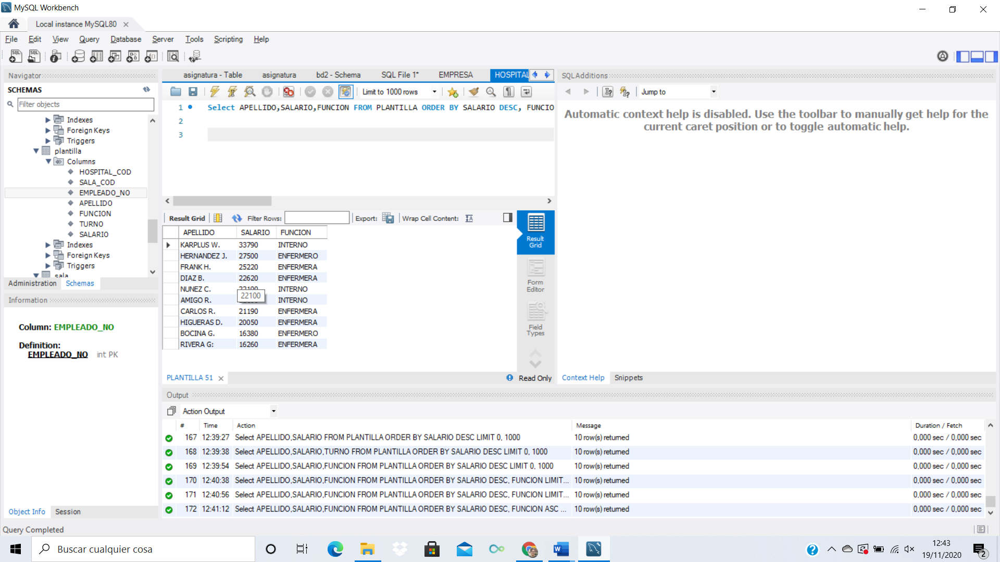 MySQL Workbench
Local instance MySQL80
File Edit View Query Database Server Tools Scripting Help
Navigator
SCHEMAS
Filter objects
Indexes
Foreign Keys
Triggers
plantilla
Columns
HOSPITAL_COD
SALA_COD
EMPLEADO_NO
APELLIDO
FUNCION
TURNO
SALARIO
Indexes
Foreign Keys
Triggers
sala
Administration Schemas
Information
Column: EMPLEADO_NO
Definition:
EMPLEADO_NO int PK
Object Info Session
asignatura - Table asignatura bd2 - Schema SQL File 1* EMPRESA HOSPITAL
Limit to 1000 rows
1 Select APELLIDO,SALARIO,FUNCION FROM PLANTILLA ORDER BY SALARIO DESC, FUNCIO
2
3
Result Grid Filter Rows: Export: Wrap Cell Content:
APELLIDO SALARIO FUNCION
KARPLUS W. 33790 INTERNO
HERNANDEZ J. 27500 ENFERMERO
FRANK H. 25220 ENFERMERA
DIAZ B. 22620 ENFERMERA
NUNEZ C. 22100 INTERNO
22100
AMIGO R. INTERNO
CARLOS R. 21190 ENFERMERA
HIGUERAS D. 20050 ENFERMERA
BOCINA G. 16380 ENFERMERO
RIVERA G: 16260 ENFERMERA
Result
Grid
Form
Editor
Field
Types
PLANTILLA 51
Read Only
SQLAdditions
Jump to
Automatic context help is disabled. Use the toolbar to manually get help for the
current caret position or to toggle automatic help.
Context Help Snippets
Output
Action Output
# Time Action Message Duration / Fetch
167 12:39:27 Select APELLIDO,SALARIO FROM PLANTILLA ORDER BY SALARIO DESC LIMIT 0, 1000 10 row(s) returned 0,000 sec / 0,000 sec
168 12:39:38 Select APELLIDO,SALARIO,TURNO FROM PLANTILLA ORDER BY SALARIO DESC LIMIT 0, 1000 10 row(s) returned 0,000 sec / 0,000 sec
169 12:39:54 Select APELLIDO,SALARIO,FUNCION FROM PLANTILLA ORDER BY SALARIO DESC LIMIT 0, 1000 10 row(s) returned 0,000 sec / 0,000 sec
170 12:40:38 Select APELLIDO,SALARIO,FUNCION FROM PLANTILLA ORDER BY SALARIO DESC, FUNCION LIMIT... 10 row(s) returned 0,000 sec / 0,000 sec
171 12:40:56 Select APELLIDO,SALARIO,FUNCION FROM PLANTILLA ORDER BY SALARIO DESC, FUNCION LIMIT... 10 row(s) returned 0,000 sec / 0,000 sec
172 12:41:12 Select APELLIDO,SALARIO,FUNCION FROM PLANTILLA ORDER BY SALARIO DESC, FUNCION ASC ... 10 row(s) returned 0,000 sec / 0,000 sec
Query Completed
Buscar cualquier cosa
12:43
19/11/2020
2